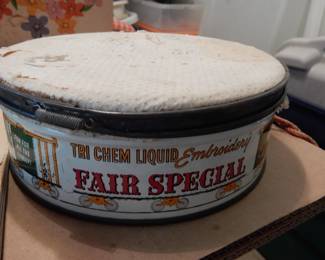 TRI CHEM LIQUID Embroidery
FAIR SPECIAL